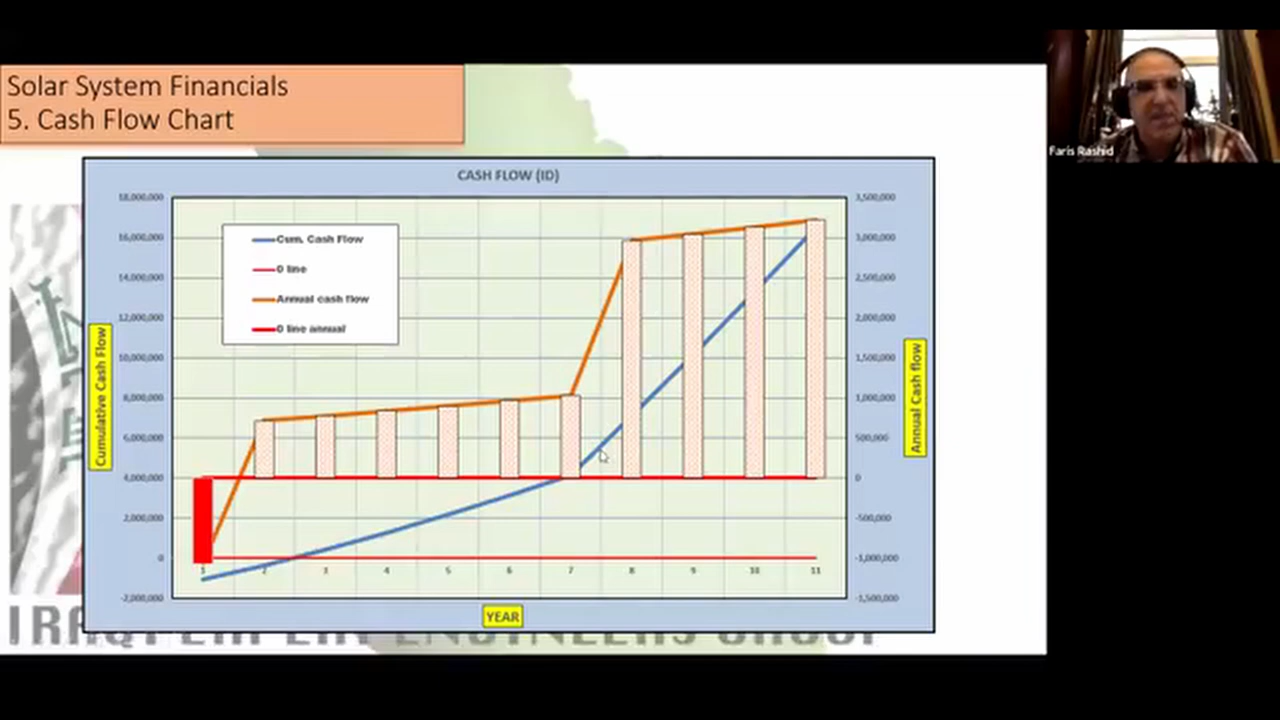 Solar System Financials
5. Cash Flow Chart
Faris Rashid
CASH FLOW (ID)
18,000,000
16,000,000
14,000,000
12,000,000
10,000,000
8,000,000
6,000,000
4,000,000
2,000,000
0
-2,000,000
Cumulative Cash Flow
Cum. Cash Flow
0 line
Annual cash flow
0 line annual
3,500,000
3,000,000
2,500,000
2,000,000
1,500,000
1,000,000
500,000
0
-500,000
-1,000,000
-1,500,000
Annual Cash flow
1 2 3 4 5 6 7 8 9 10 11
YEAR
ENGINEERS GROUP